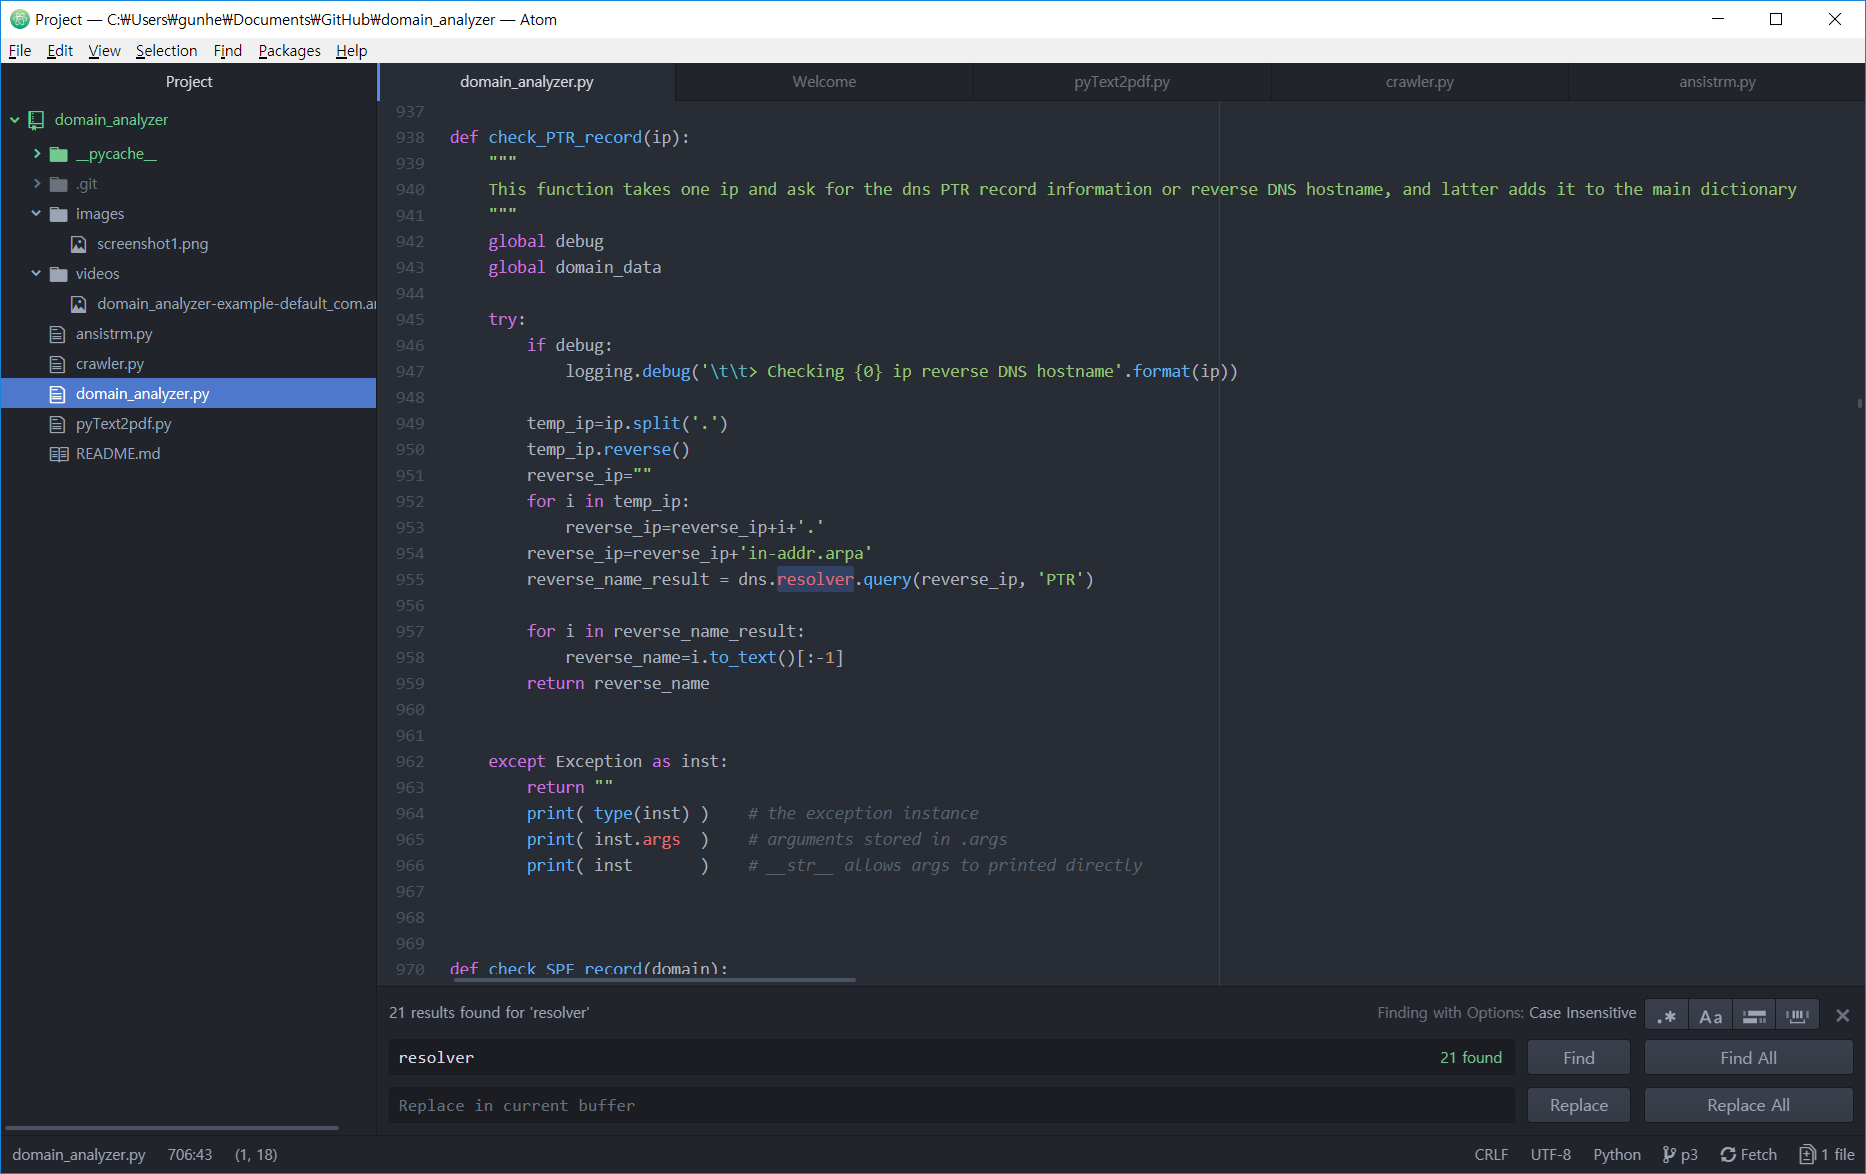 Project — C:₩Users₩gunhe₩Documents₩GitHub₩domain_analyzer — Atom
File Edit View Selection Find Packages Help
Project
domain_analyzer
__pycache__
.git
images
screenshot1.png
videos
domain_analyzer-example-default_com.ar
ansistrm.py
crawler.py
domain_analyzer.py
pyText2pdf.py
README.md
domain_analyzer.py Welcome pyText2pdf.py crawler.py ansistrm.py
937
938 def check_PTR_record(ip):
939     """
940     This function takes one ip and ask for the dns PTR record information or reverse DNS hostname, and latter adds it to the main dictionary
941     """
942     global debug
943     global domain_data
944
945     try:
946         if debug:
947             logging.debug('\t\t> Checking {0} ip reverse DNS hostname'.format(ip))
948
949         temp_ip=ip.split('.')
950         temp_ip.reverse()
951         reverse_ip=""
952         for i in temp_ip:
953             reverse_ip=reverse_ip+i+'.'
954         reverse_ip=reverse_ip+'in-addr.arpa'
955         reverse_name_result = dns.resolver.query(reverse_ip, 'PTR')
956
957         for i in reverse_name_result:
958             reverse_name=i.to_text()[:-1]
959         return reverse_name
960
961
962     except Exception as inst:
963         return ""
964         print( type(inst) )    # the exception instance
965         print( inst.args  )    # arguments stored in .args
966         print( inst       )    # __str__ allows args to printed directly
967
968
969
970 def check_SPF_record(domain):
21 results found for 'resolver' Finding with Options: Case Insensitive .* Aa
resolver 21 found Find Find All
Replace in current buffer Replace Replace All
domain_analyzer.py 706:43 (1, 18) CRLF UTF-8 Python p3 Fetch 1 file